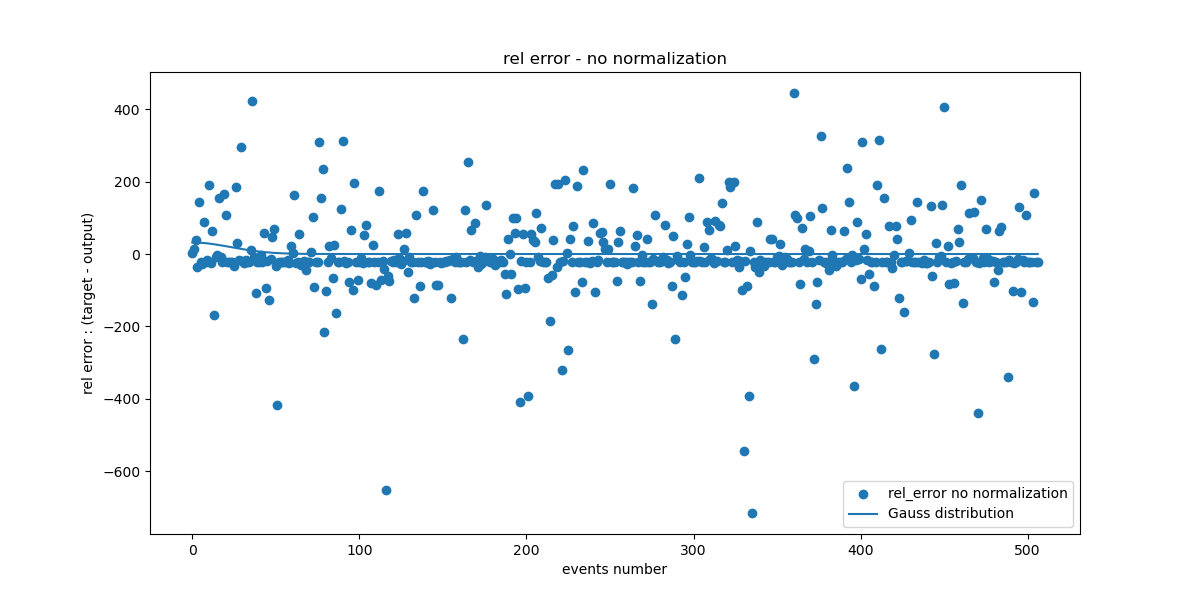 rel error - no normalization
rel error : (target - output)
400
200
0
−200
−400
−600
0 100 200 300 400 500
events number
rel_error no normalization
Gauss distribution